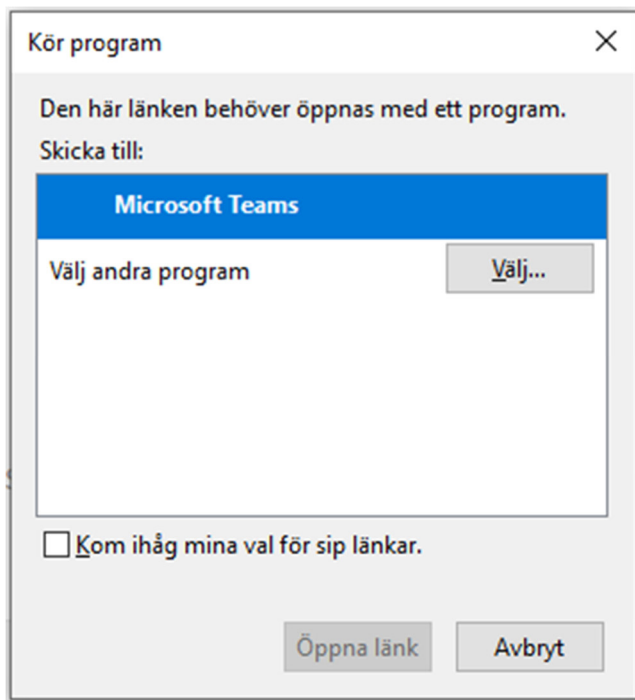 Kör program
Den här länken behöver öppnas med ett program.
Skicka till:
Microsoft Teams
Välj andra program
Välj...
Kom ihåg mina val för sip länkar.
Öppna länk
Avbryt